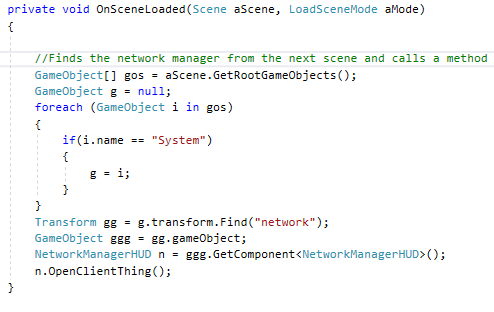 private void OnSceneLoaded(Scene aScene, LoadSceneMode aMode)
{
//Finds the network manager from the next scene and calls a method
GameObject[] gos = aScene.GetRootGameObjects();
GameObject g = null;
foreach (GameObject i in gos)
{
if(i.name == "System")
{
g = i;
}
}
Transform gg = g.transform.Find("network");
GameObject ggg = gg.gameObject;
NetworkManagerHUD n = ggg.GetComponent<NetworkManagerHUD>();
n.OpenClientThing();
}